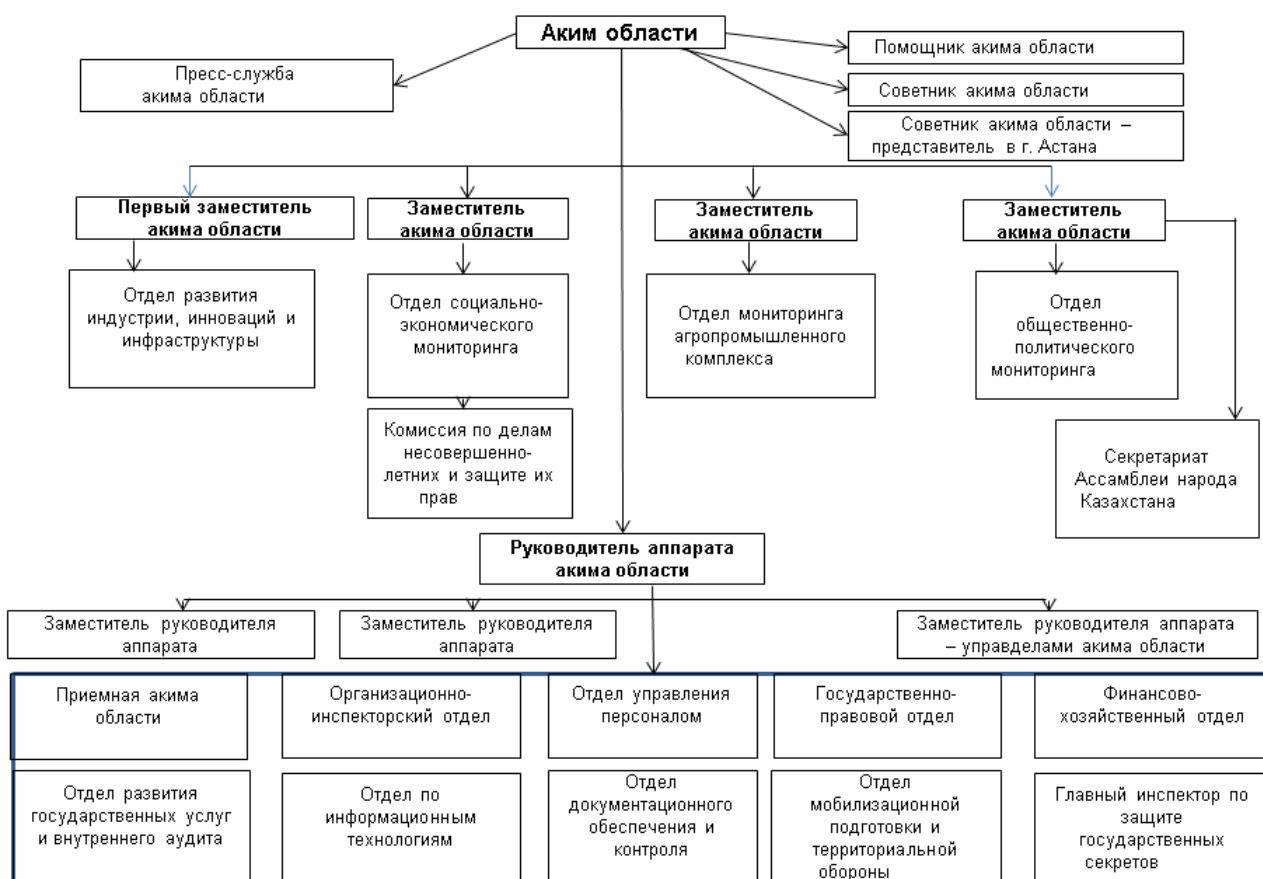 Аким области
Помощник акима области
Пресс-служба
акима области
Советник акима области
Советник акима области –
представитель в г. Астана
Первый заместитель
акима области
Заместитель
акима области
Заместитель
акима области
Заместитель
акима области
Отдел развития
индустрии, инноваций и
инфраструктуры
Отдел социально-
экономического
мониторинга
Отдел мониторинга
агропромышленного
комплекса
Отдел
общественно-
политического
мониторинга
Комиссия по делам
несовершенно-
летних и защите их
прав
Секретариат
Ассамблеи народа
Казахстана
Руководитель аппарата
акима области
Заместитель руководителя
аппарата
Заместитель руководителя
аппарата
Заместитель руководителя аппарата
– управделами акима области
Приемная акима
области
Организационно-
инспекторский отдел
Отдел управления
персоналом
Государственно-
правовой отдел
Финансово-
хозяйственный отдел
Отдел развития
государственных услуг
и внутреннего аудита
Отдел по
информационным
технологиям
Отдел
документационного
обеспечения и
контроля
Отдел
мобилизационной
подготовки и
территориальной
обороны
Главный инспектор по
защите
государственных
секретов